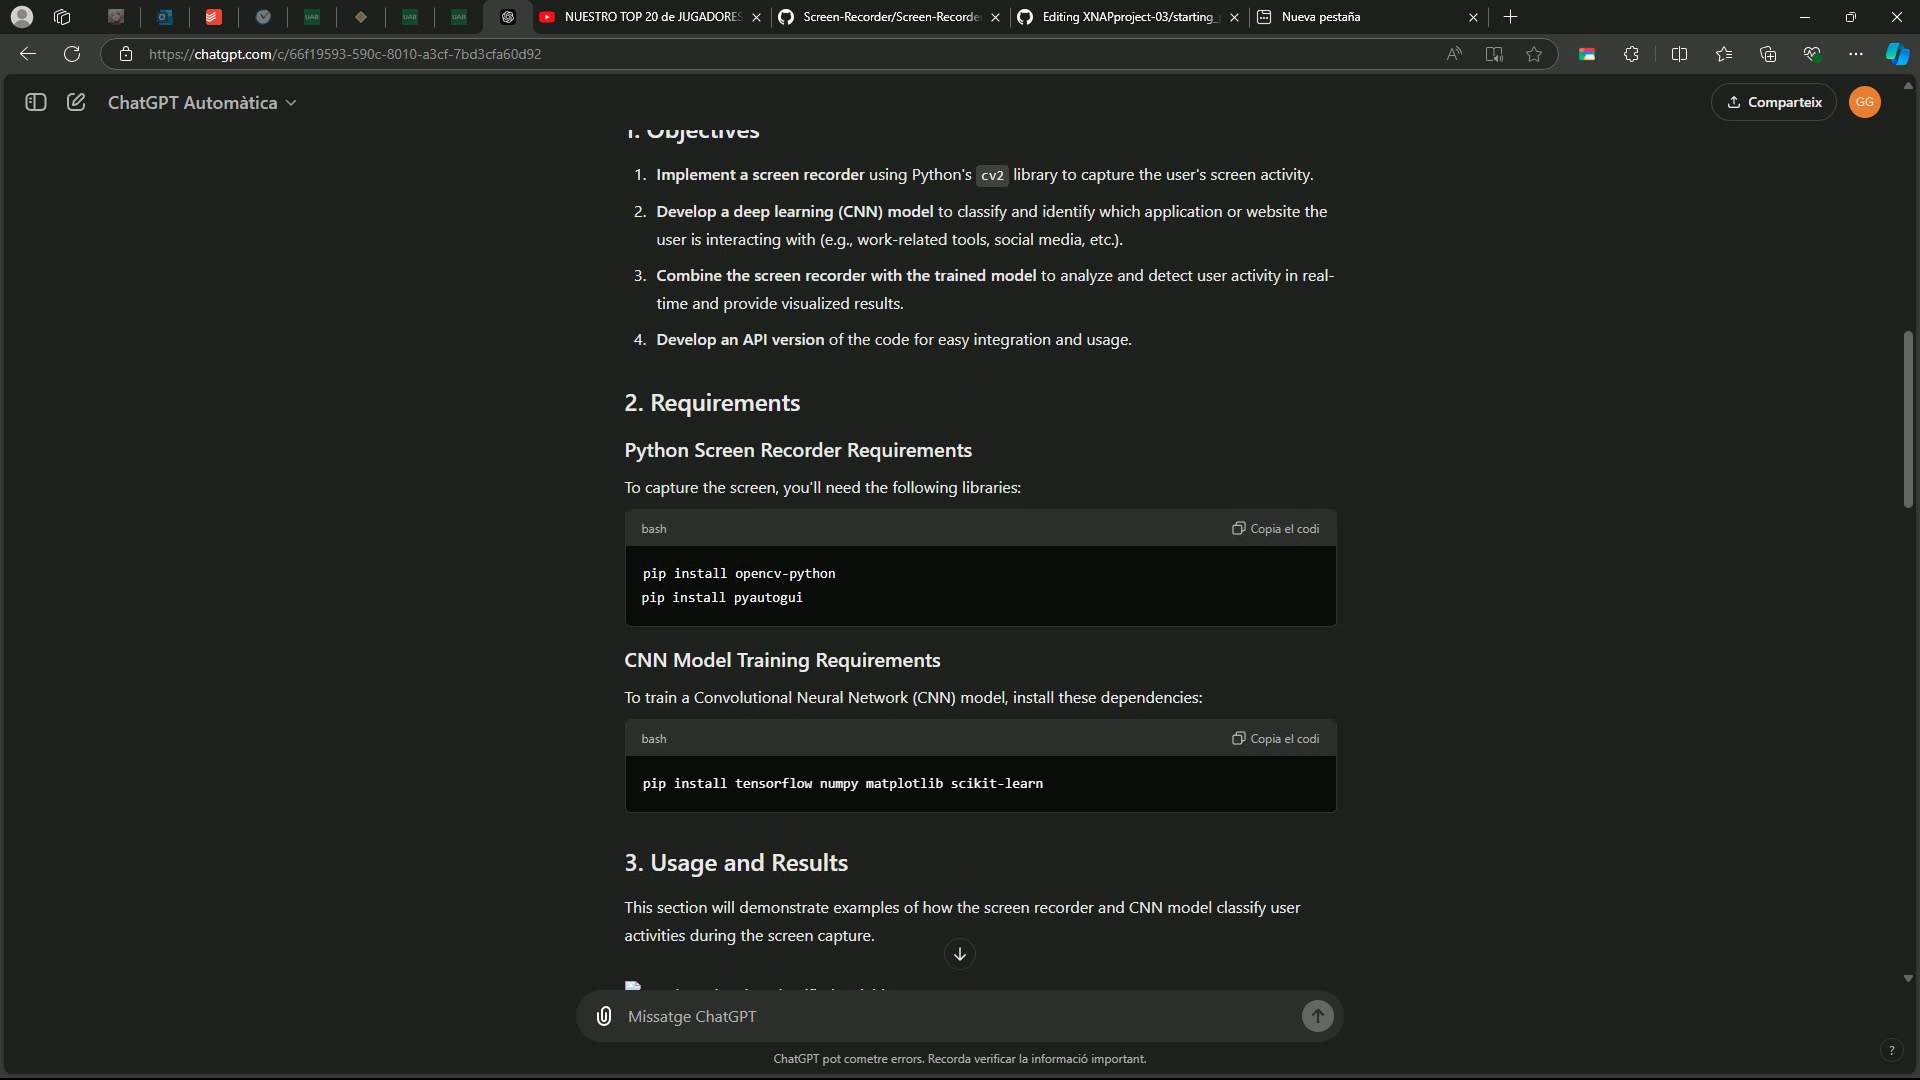 NUESTRO TOP 20 de JUGADORES
Screen-Recorder/Screen-Recorde
Editing XNAPproject-03/starting_
Nueva pestaña
https://chatgpt.com/c/66f19593-590c-8010-a3cf-7bd3cfa60d92
ChatGPT Automàtica
Comparteix
GG
1. Objectives
1. Implement a screen recorder using Python's cv2 library to capture the user's screen activity.
2. Develop a deep learning (CNN) model to classify and identify which application or website the
user is interacting with (e.g., work-related tools, social media, etc.).
3. Combine the screen recorder with the trained model to analyze and detect user activity in real-
time and provide visualized results.
4. Develop an API version of the code for easy integration and usage.
2. Requirements
Python Screen Recorder Requirements
To capture the screen, you'll need the following libraries:
bash
Copia el codi
pip install opencv-python
pip install pyautogui
CNN Model Training Requirements
To train a Convolutional Neural Network (CNN) model, install these dependencies:
bash
Copia el codi
pip install tensorflow numpy matplotlib scikit-learn
3. Usage and Results
This section will demonstrate examples of how the screen recorder and CNN model classify user
activities during the screen capture.
Missatge ChatGPT
ChatGPT pot cometre errors. Recorda verificar la informació important.
?